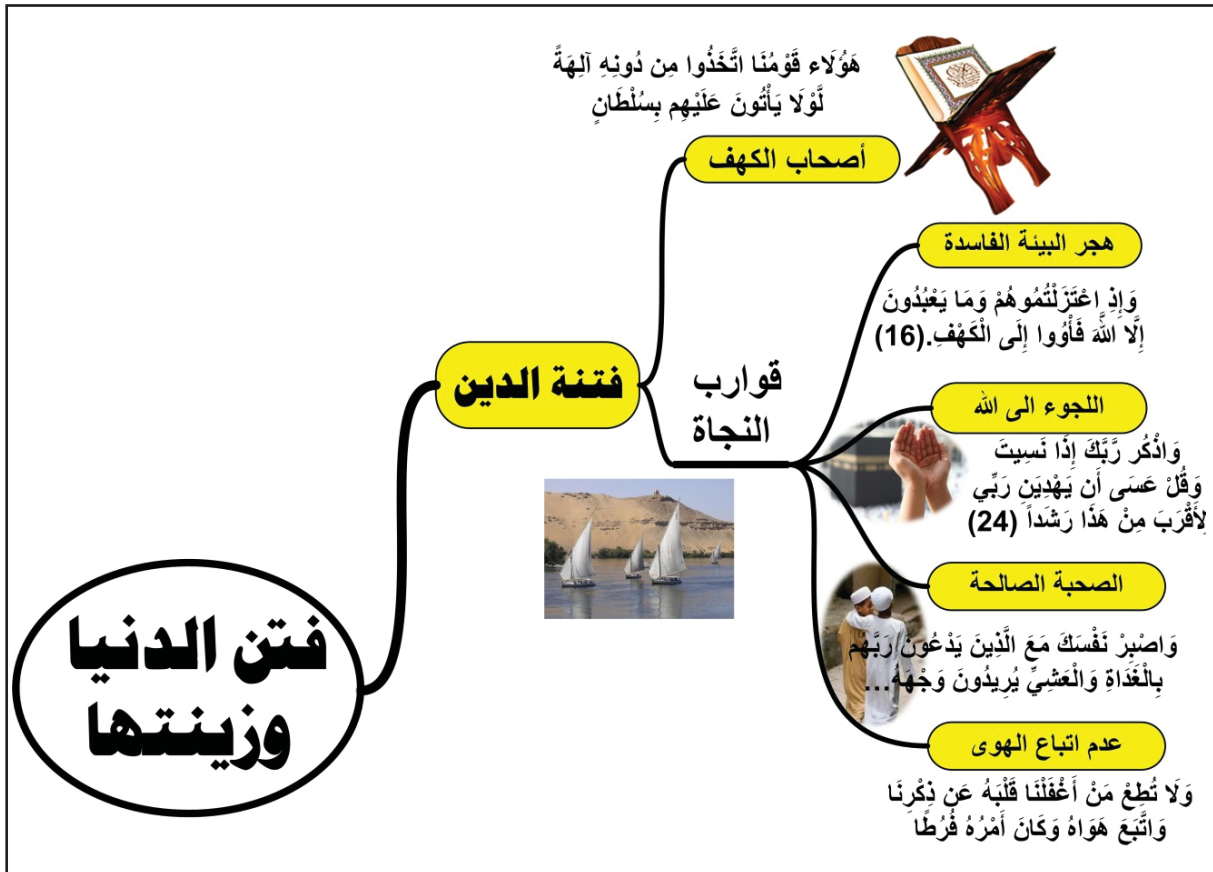 فتن الدنيا
وزينتها
فتنة الدين
أصحاب الكهف
هَؤُلَاء قَوْمُنَا اتَّخَذُوا مِن دُونِهِ آلِهَةً
لَّوْلَا يَأْتُونَ عَلَيْهِم بِسُلْطَانٍ
قوارب
النجاة
هجر البيئة الفاسدة
وَإِذِ اعْتَزَلْتُمُوهُمْ وَمَا يَعْبُدُونَ
إِلَّا اللَّهَ فَأْوُوا إِلَى الْكَهْفِ.(16)
اللجوء الى الله
وَاذْكُر رَّبَّكَ إِذَا نَسِيتَ
وَقُلْ عَسَى أَن يَهْدِيَنِ رَبِّي
لِأَقْرَبَ مِنْ هَذَا رَشَداً (24)
الصحبة الصالحة
وَاصْبِرْ نَفْسَكَ مَعَ الَّذِينَ يَدْعُونَ رَبَّهُم
بِالْغَدَاةِ وَالْعَشِيِّ يُرِيدُونَ وَجْهَهُ...
عدم اتباع الهوى
وَلَا تُطِعْ مَنْ أَغْفَلْنَا قَلْبَهُ عَن ذِكْرِنَا
وَاتَّبَعَ هَوَاهُ وَكَانَ أَمْرُهُ فُرُطًا